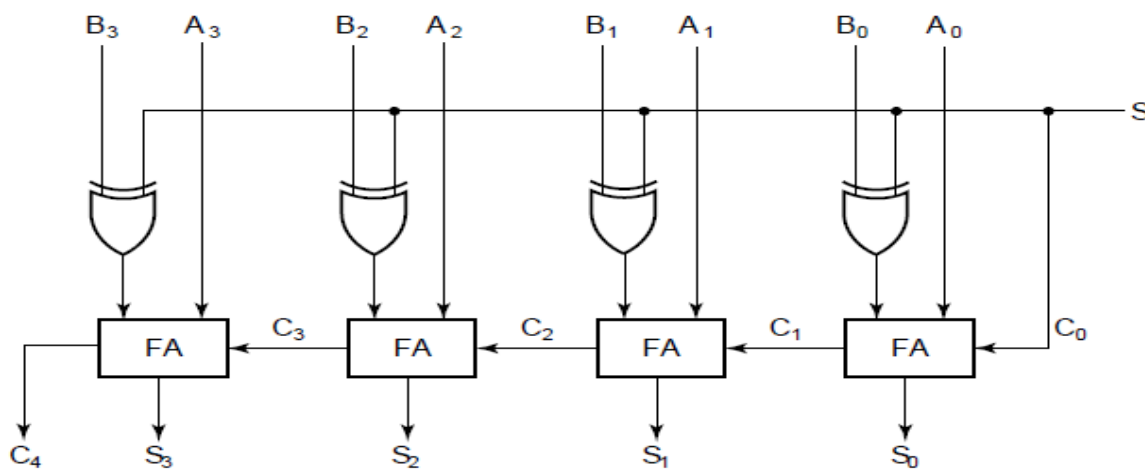 B3 A3 B2 A2 B1 A1 B0 A0
S
FA C3 FA C2 FA C1 FA C0
C4 S3 S2 S1 S0